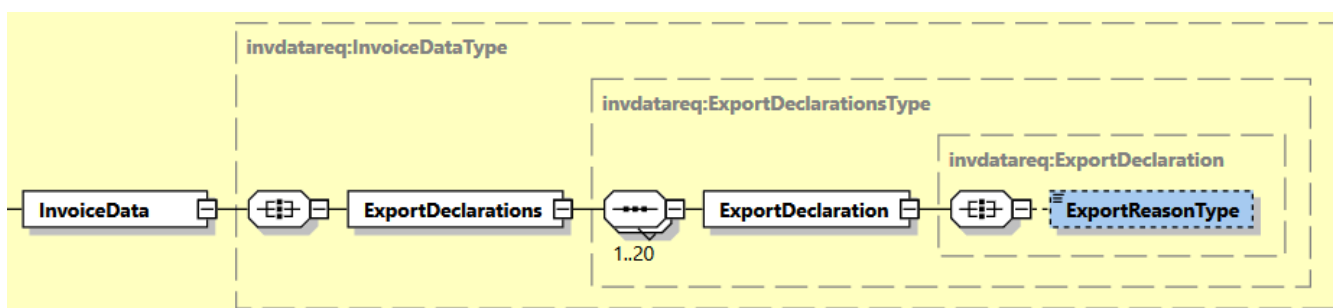 invdatareq:InvoiceDataType
invdatareq:ExportDeclarationsType
invdatareq:ExportDeclaration
InvoiceData
ExportDeclarations
ExportDeclaration
ExportReasonType
1..20